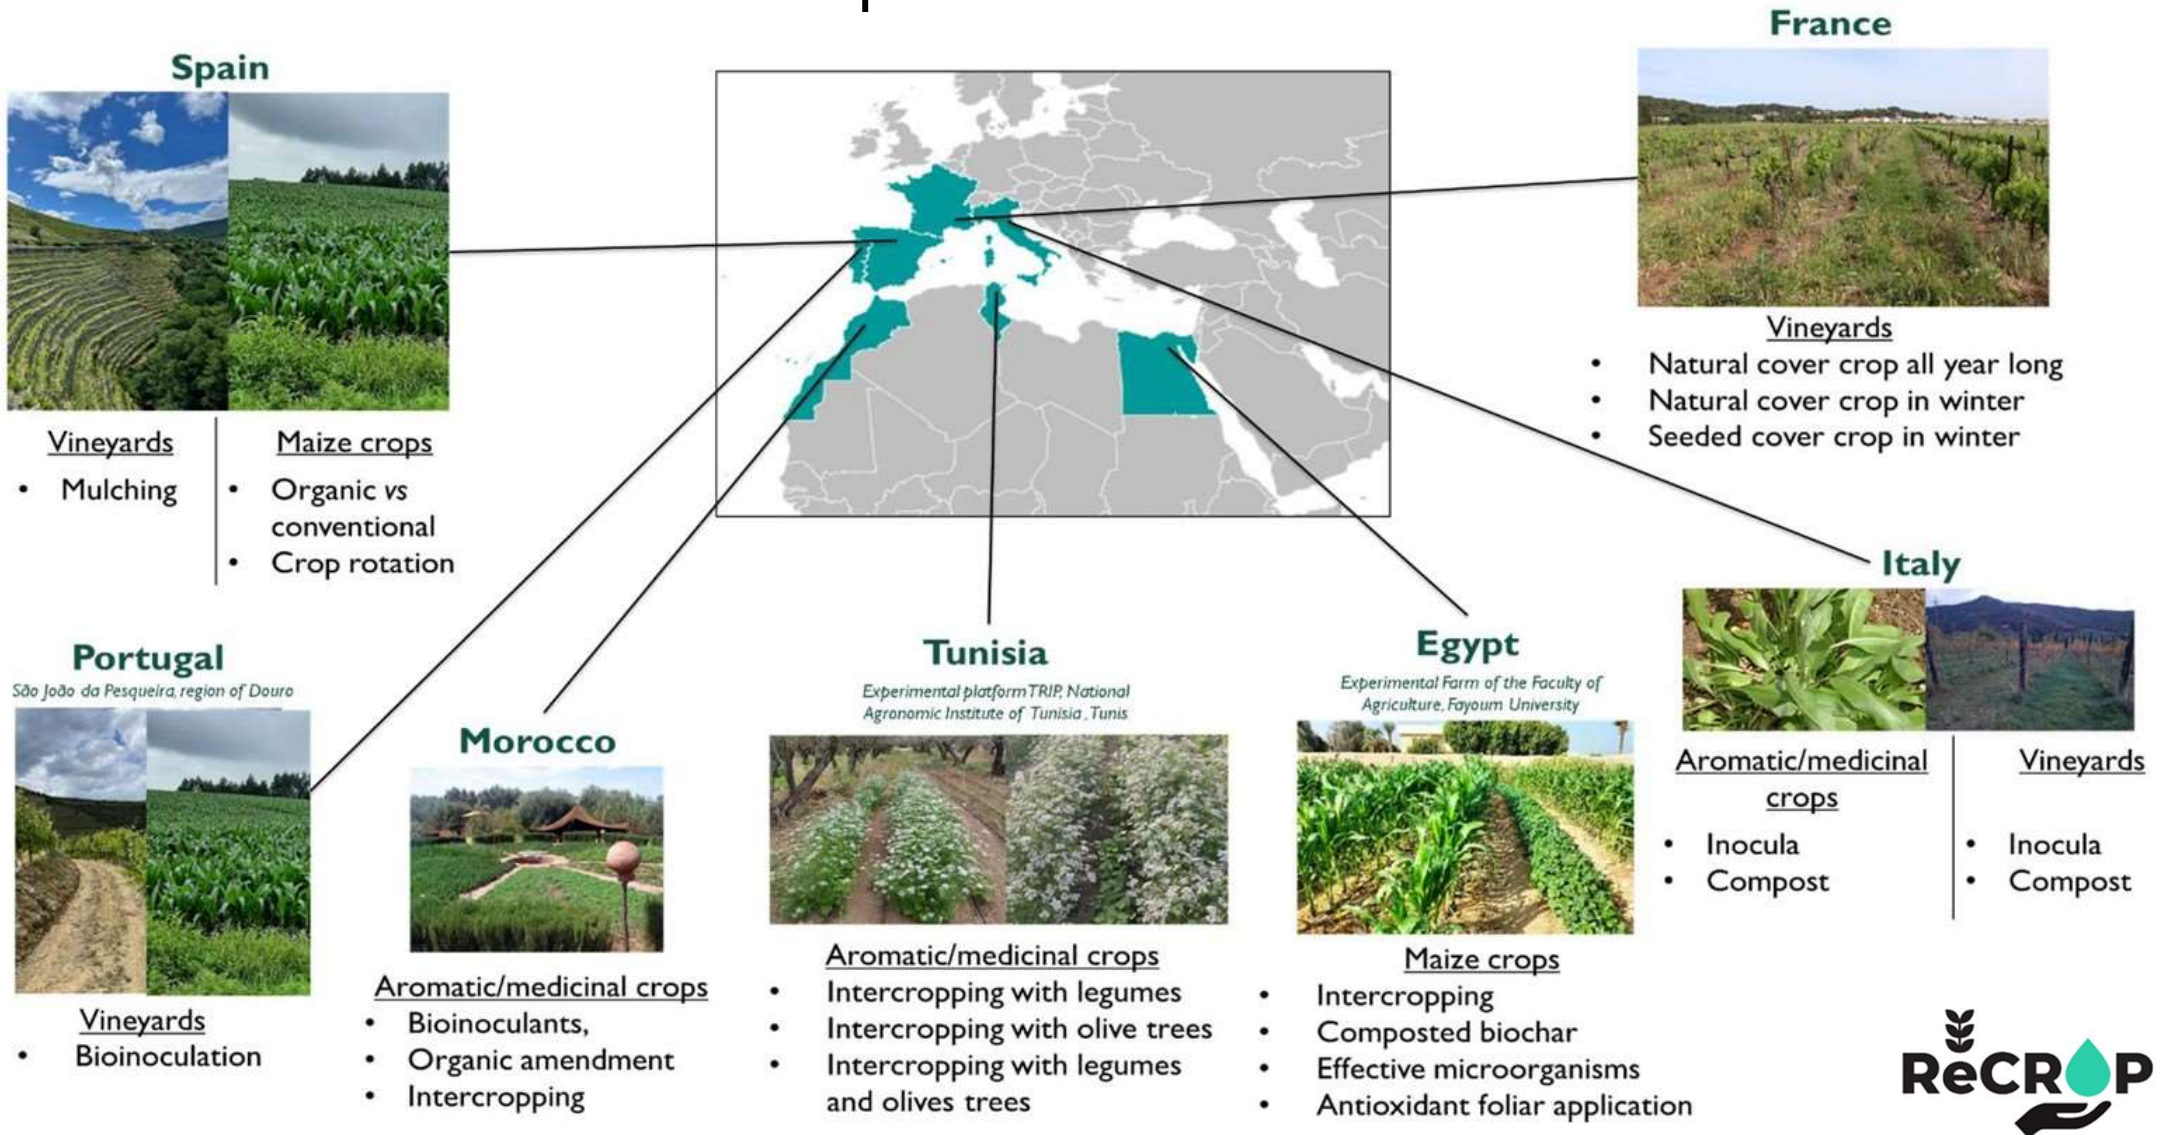 France
Spain
Vineyards
• Natural cover crop all year long
• Natural cover crop in winter
• Seeded cover crop in winter
Vineyards
• Mulching
Maize crops
• Organic vs
conventional
• Crop rotation
Italy
Aromatic/medicinal
crops
• Inocula
• Compost
Vineyards
• Inocula
• Compost
Portugal
São João da Pesqueira, region of Douro
Vineyards
• Bioinoculation
Morocco
Aromatic/medicinal crops
• Bioinoculants,
• Organic amendment
• Intercropping
Tunisia
Experimental platform TRIP, National
Agronomic Institute of Tunisia , Tunis
Aromatic/medicinal crops
• Intercropping with legumes
• Intercropping with olive trees
• Intercropping with legumes
and olives trees
Egypt
Experimental Farm of the Faculty of
Agriculture, Fayoum University
Maize crops
• Intercropping
• Composted biochar
• Effective microorganisms
• Antioxidant foliar application
ReCROP